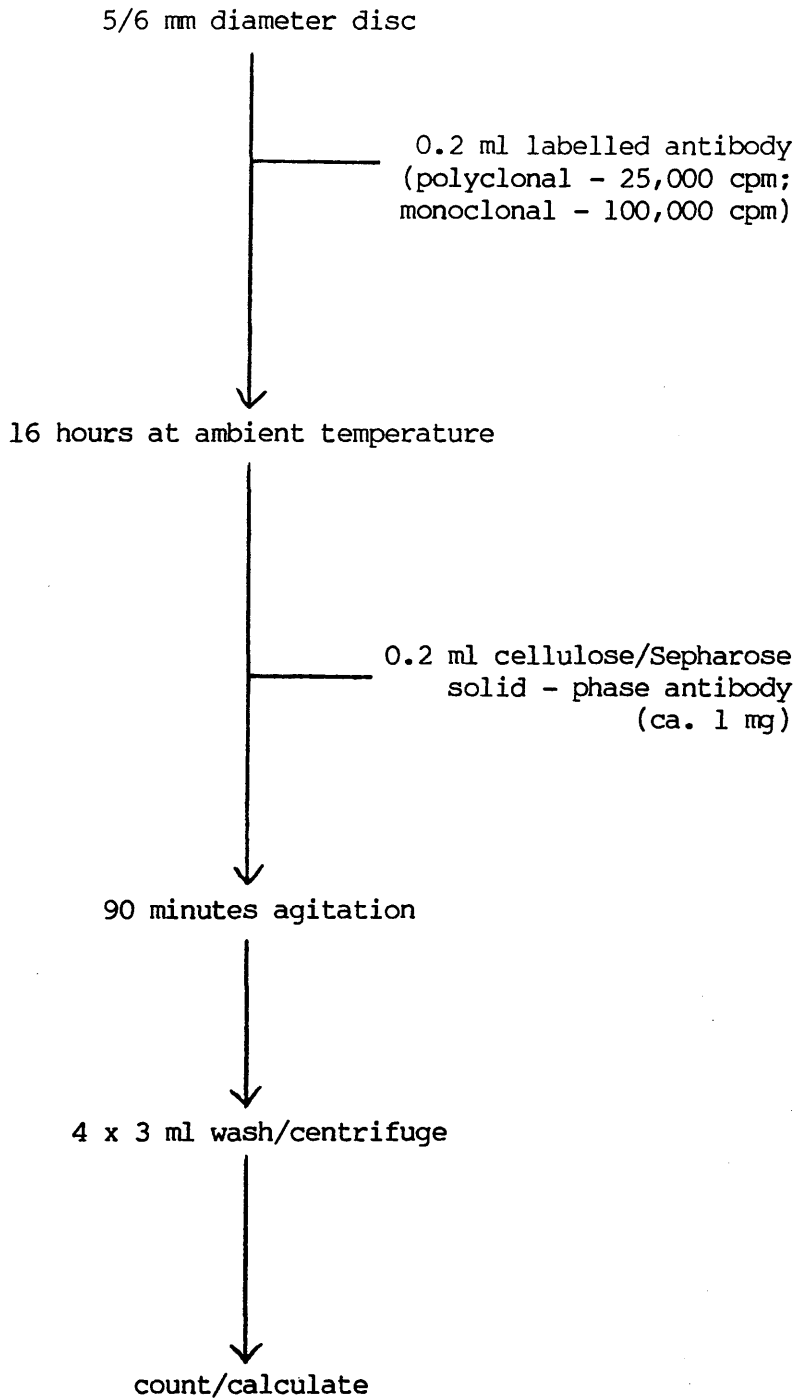 5/6 mm diameter disc
0.2 ml labelled antibody
(polyclonal - 25,000 cpm;
monoclonal - 100,000 cpm)
16 hours at ambient temperature
0.2 ml cellulose/Sepharose
solid - phase antibody
(ca. 1 mg)
90 minutes agitation
4 x 3 ml wash/centrifuge
count/calculate